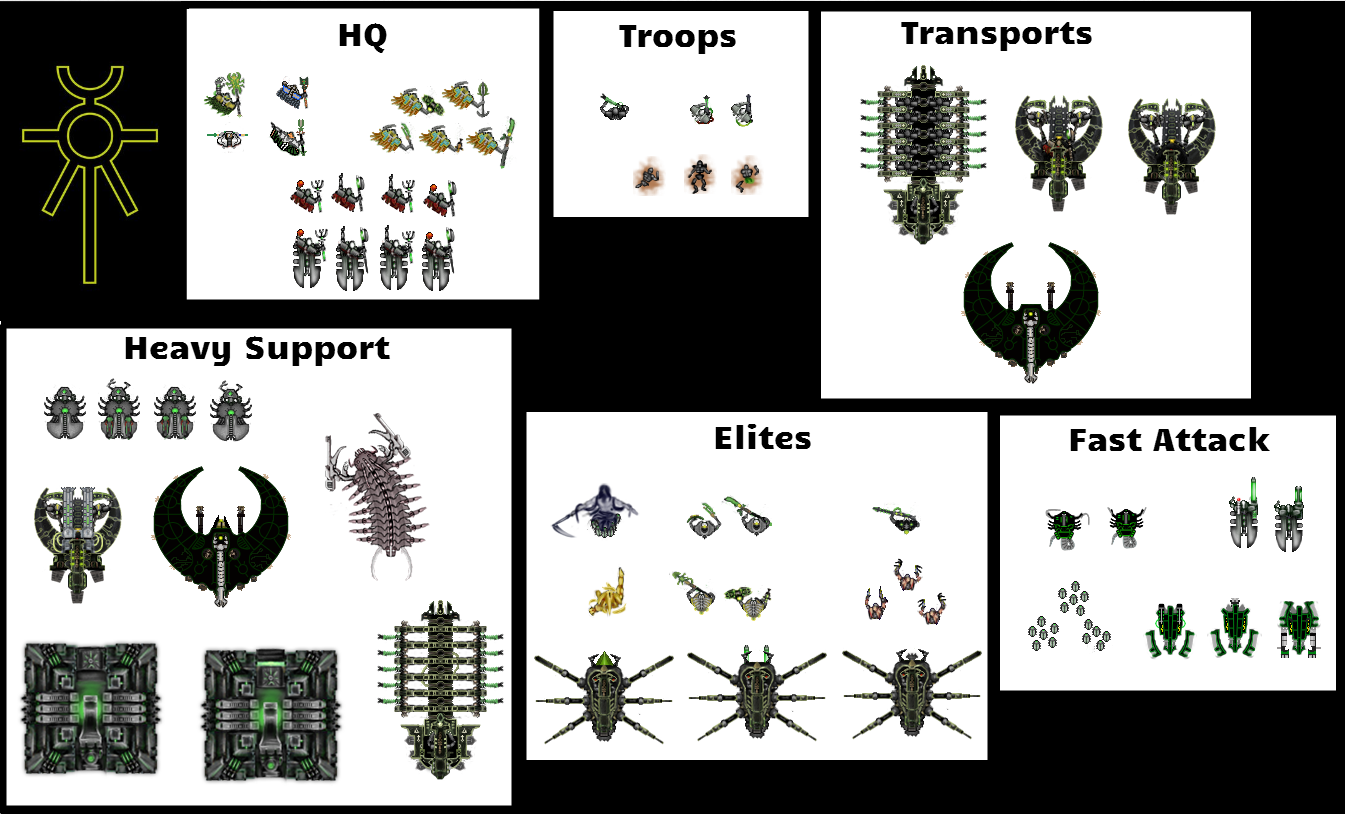 HQ
Troops
Transports
Heavy Support
Elites
Fast Attack